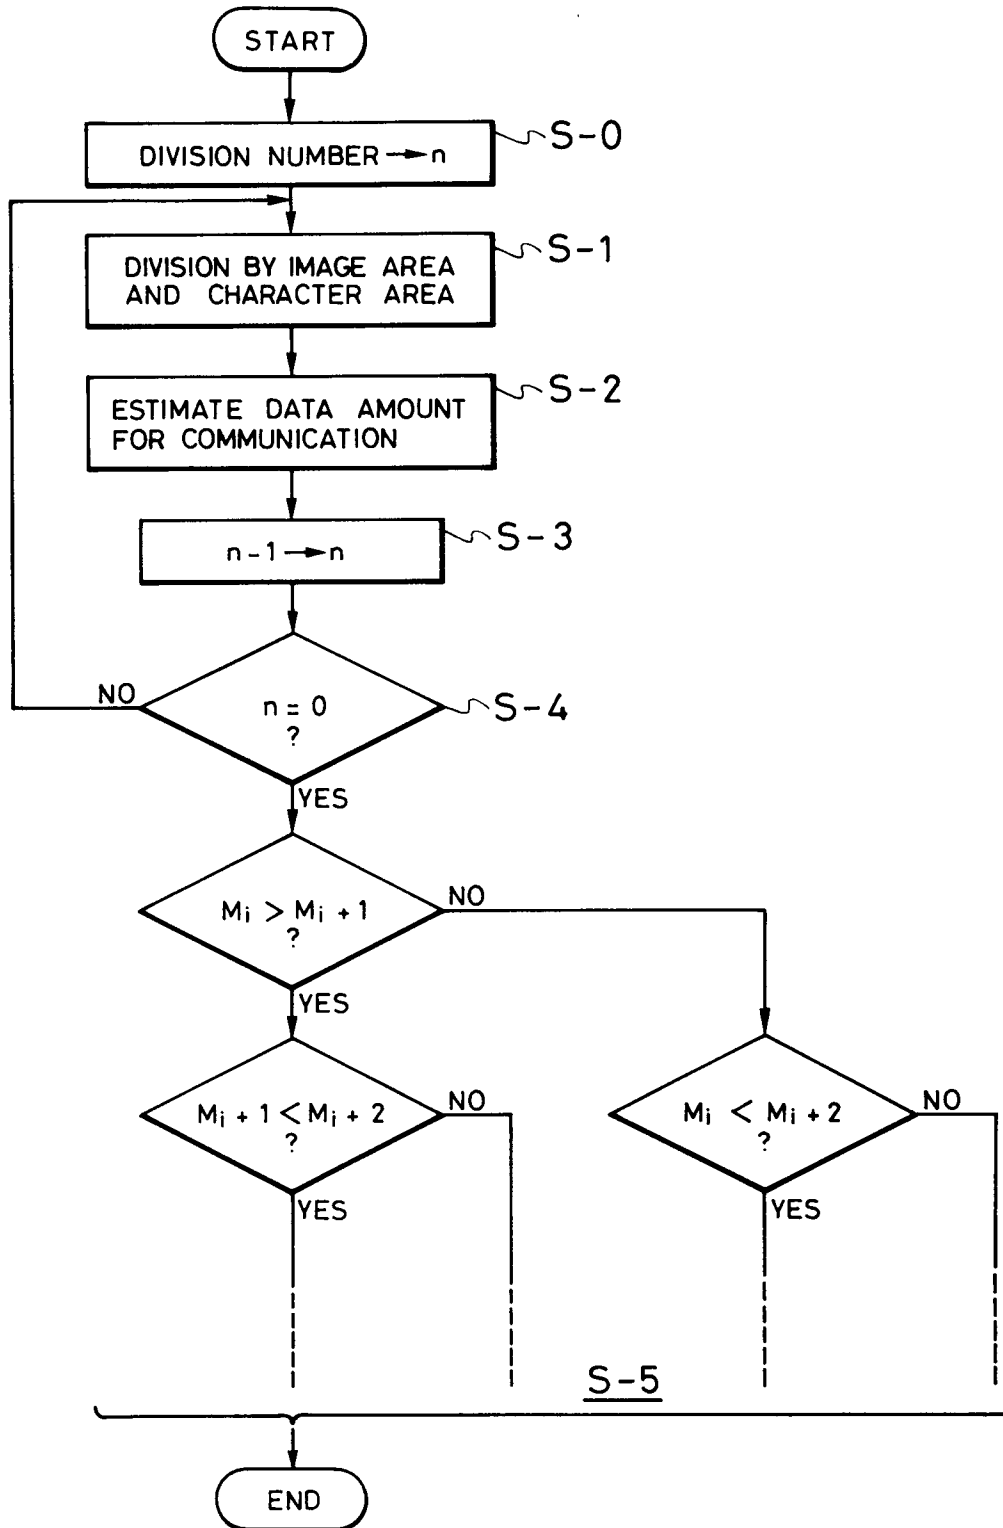 START
DIVISION NUMBER → n
S-0
DIVISION BY IMAGE AREA
AND CHARACTER AREA
S-1
ESTIMATE DATA AMOUNT
FOR COMMUNICATION
S-2
n-1 → n
S-3
NO
n = 0
?
S-4
YES
Mi > Mi + 1
?
NO
YES
Mi + 1 < Mi + 2
?
NO
YES
Mi < Mi + 2
?
NO
YES
S-5
END